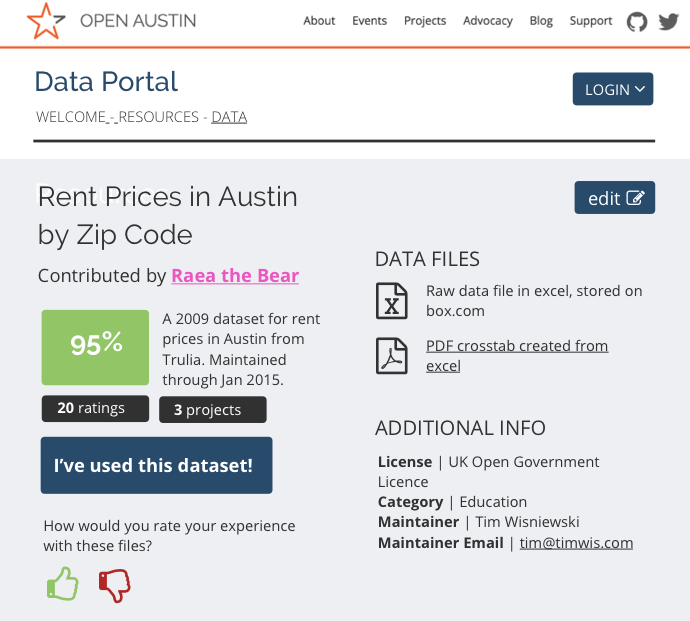 OPEN AUSTIN
About Events Projects Advocacy Blog Support
Data Portal
LOGIN
WELCOME - RESOURCES - DATA
Rent Prices in Austin
by Zip Code
edit
Contributed by Raea the Bear
95%
A 2009 dataset for rent
prices in Austin from
Trulia. Maintained
through Jan 2015.
20 ratings
3 projects
I've used this dataset!
How would you rate your experience
with these files?
DATA FILES
Raw data file in excel, stored on
box.com
PDF crosstab created from
excel
ADDITIONAL INFO
License | UK Open Government
Licence
Category | Education
Maintainer | Tim Wisniewski
Maintainer Email | tim@timwis.com